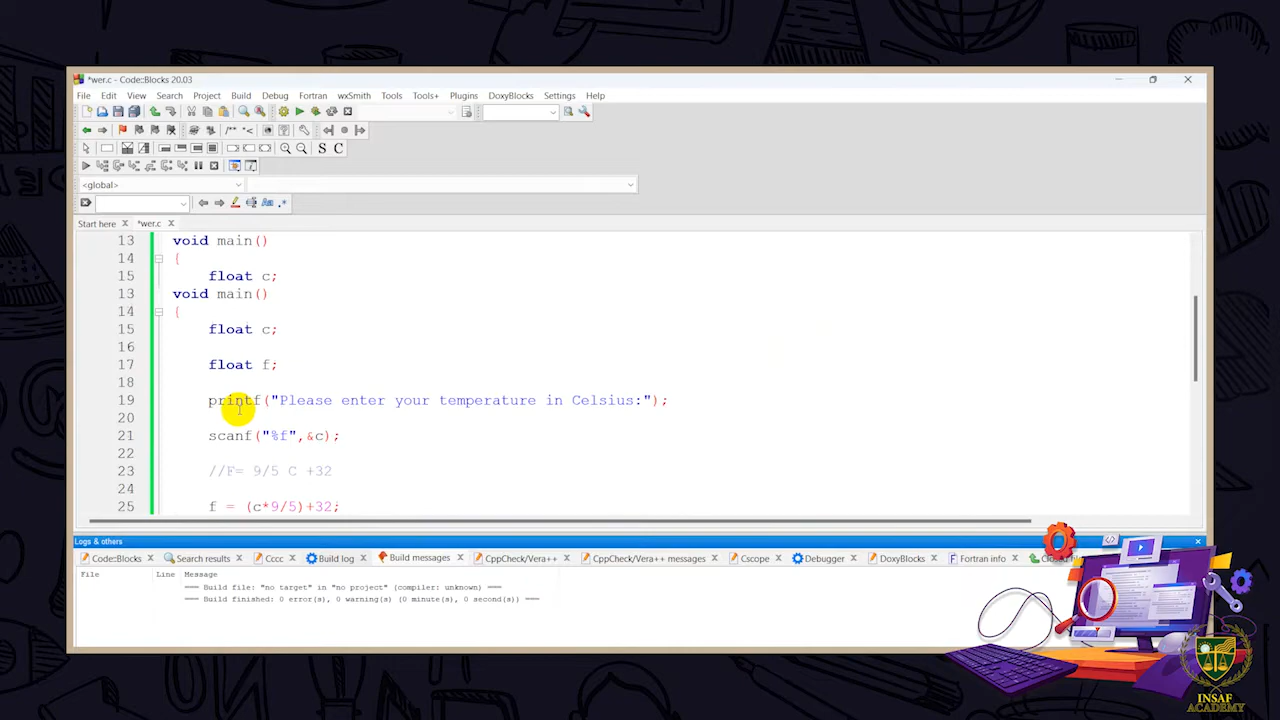 *wer.c - Code::Blocks 20.03
File Edit View Search Project Build Debug Fortran wxSmith Tools Tools+ Plugins DoxyBlocks Settings Help
S C
<global>
Start here *wer.c
13 void main()
14 {
15 float c;
13 void main()
14 {
15 float c;
16
17 float f;
18
19 printf("Please enter your temperature in Celsius:");
20
21 scanf("%f",&c);
22
23 //F= 9/5 C +32
24
25 f = (c*9/5)+32;
Logs & others
Code::Blocks Search results Cccc Build log Build messages CppCheck/Vera++ CppCheck/Vera++ messages Cscope Debugger DoxyBlocks Fortran info
File Line Message
=== Build file: "no target" in "no project" (compiler: unknown) ===
=== Build finished: 0 error(s), 0 warning(s) (0 minute(s), 0 second(s)) ===
INSAF
ACADEMY